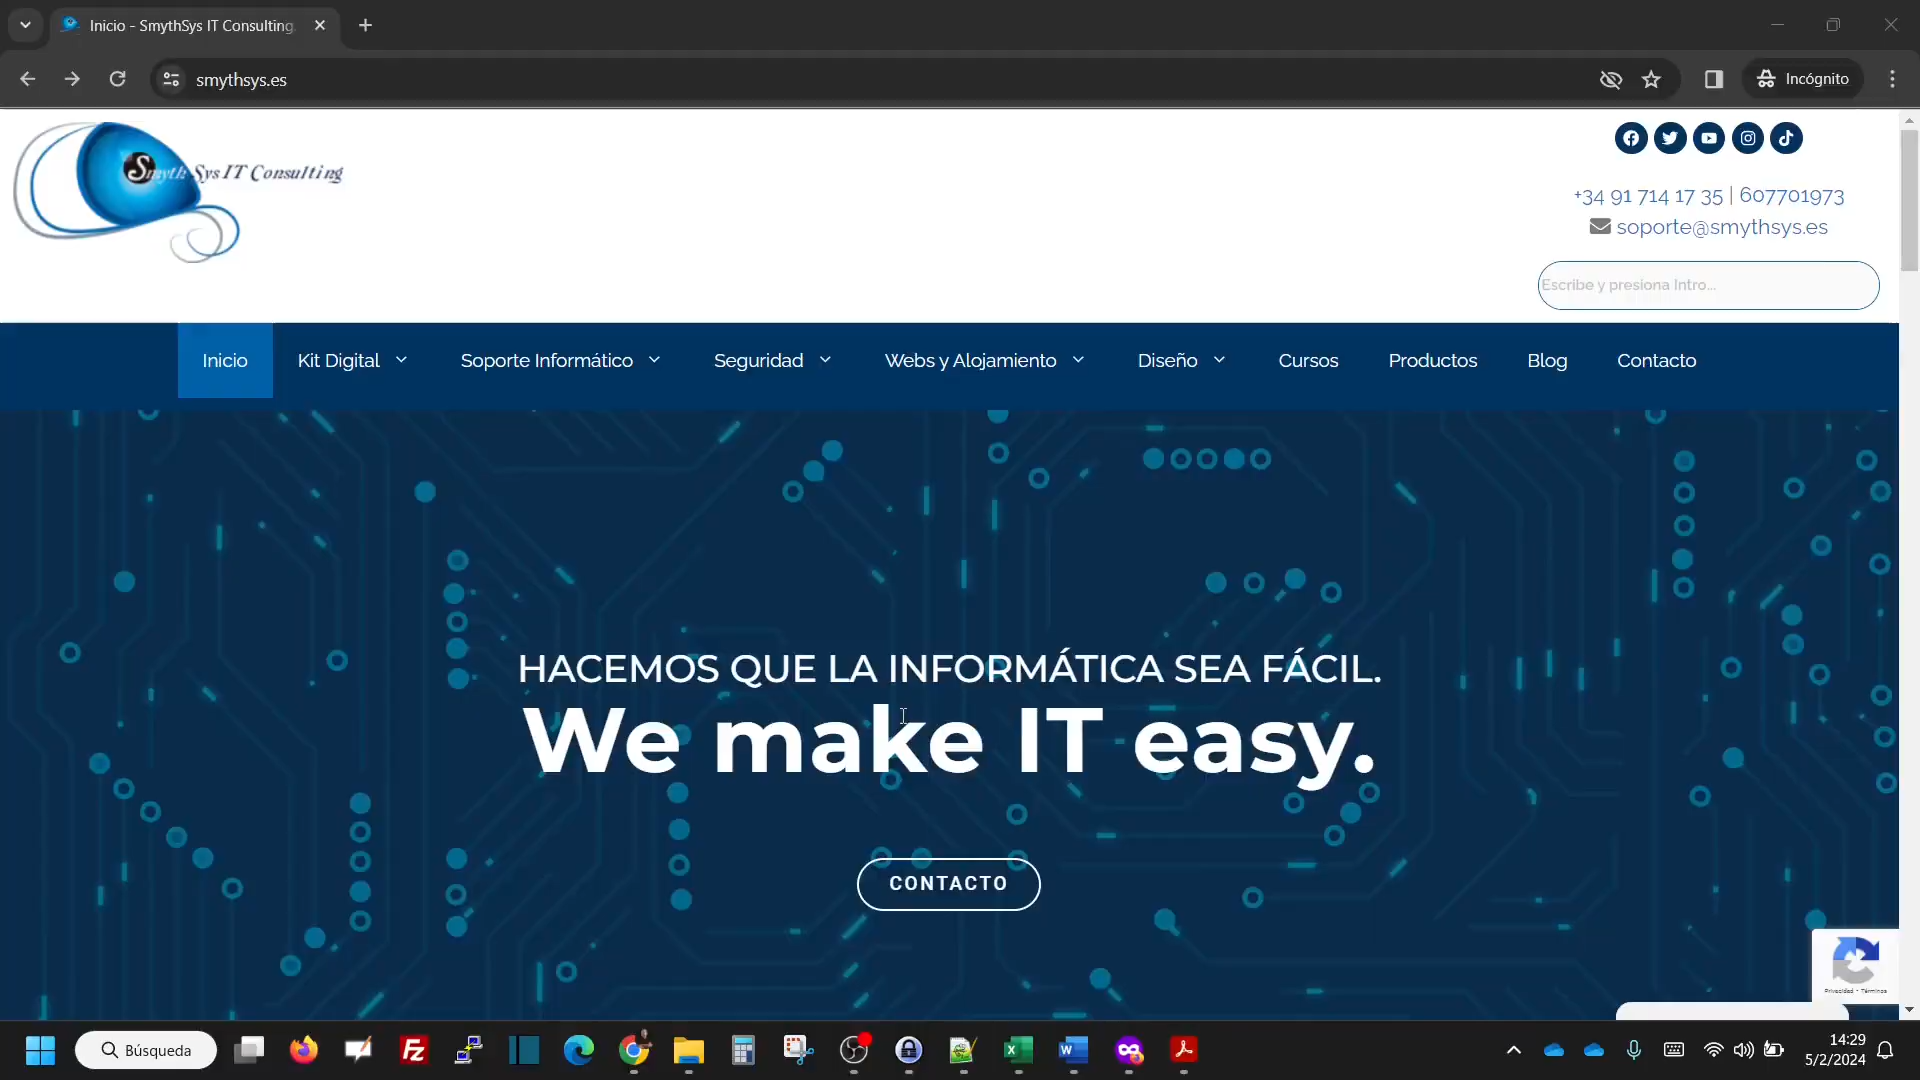 Inicio - SmythSys IT Consulting
smythsys.es
Incógnito
Smyth Sys IT Consulting
+34 91 714 17 35 | 607701973
soporte@smythsys.es
Escribe y presiona Intro...
Inicio
Kit Digital
Soporte Informático
Seguridad
Webs y Alojamiento
Diseño
Cursos
Productos
Blog
Contacto
HACEMOS QUE LA INFORMÁTICA SEA FÁCIL.
We make IT easy.
CONTACTO
Privacidad - Términos
Búsqueda
14:29
5/2/2024